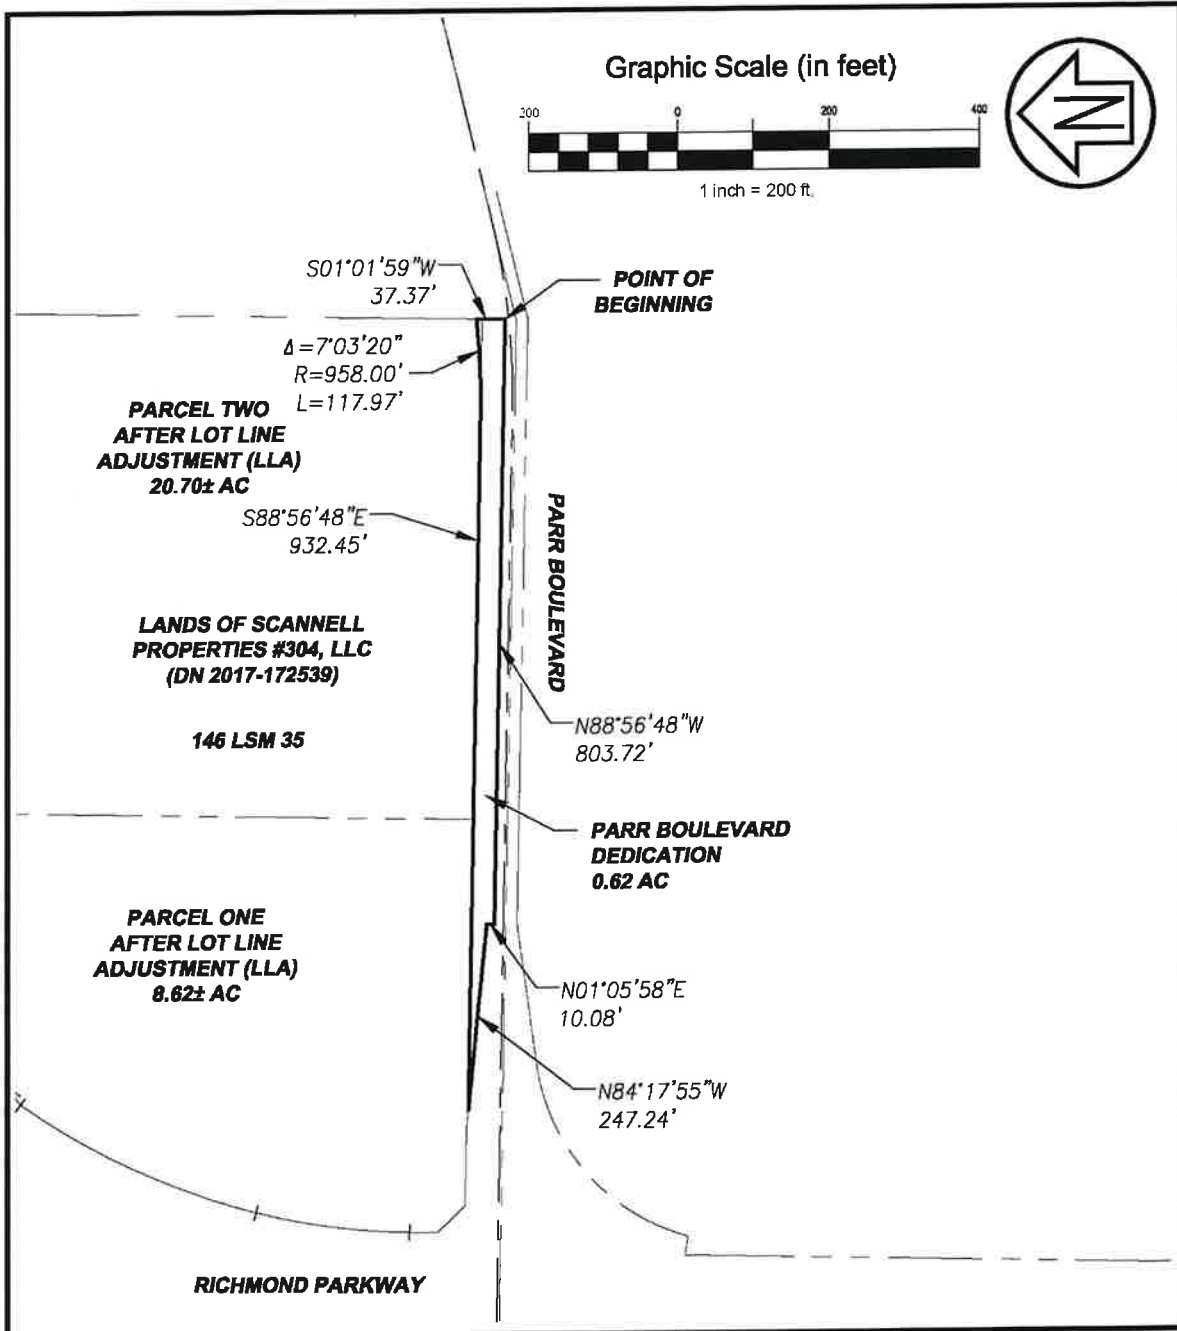 Graphic Scale (in feet)
200 0 200 400
1 inch = 200 ft.
N
S01°01'59"W
37.37'
POINT OF
BEGINNING
Δ=7°03'20"
R=958.00'
L=117.97'
PARCEL TWO
AFTER LOT LINE
ADJUSTMENT (LLA)
20.70± AC
S88°56'48"E
932.45'
PARR BOULEVARD
LANDS OF SCANNELL
PROPERTIES #304, LLC
(DN 2017-172539)
146 LSM 35
N88°56'48"W
803.72'
PARR BOULEVARD
DEDICATION
0.62 AC
PARCEL ONE
AFTER LOT LINE
ADJUSTMENT (LLA)
8.62± AC
N01°05'58"E
10.08'
N84°17'55"W
247.24'
RICHMOND PARKWAY